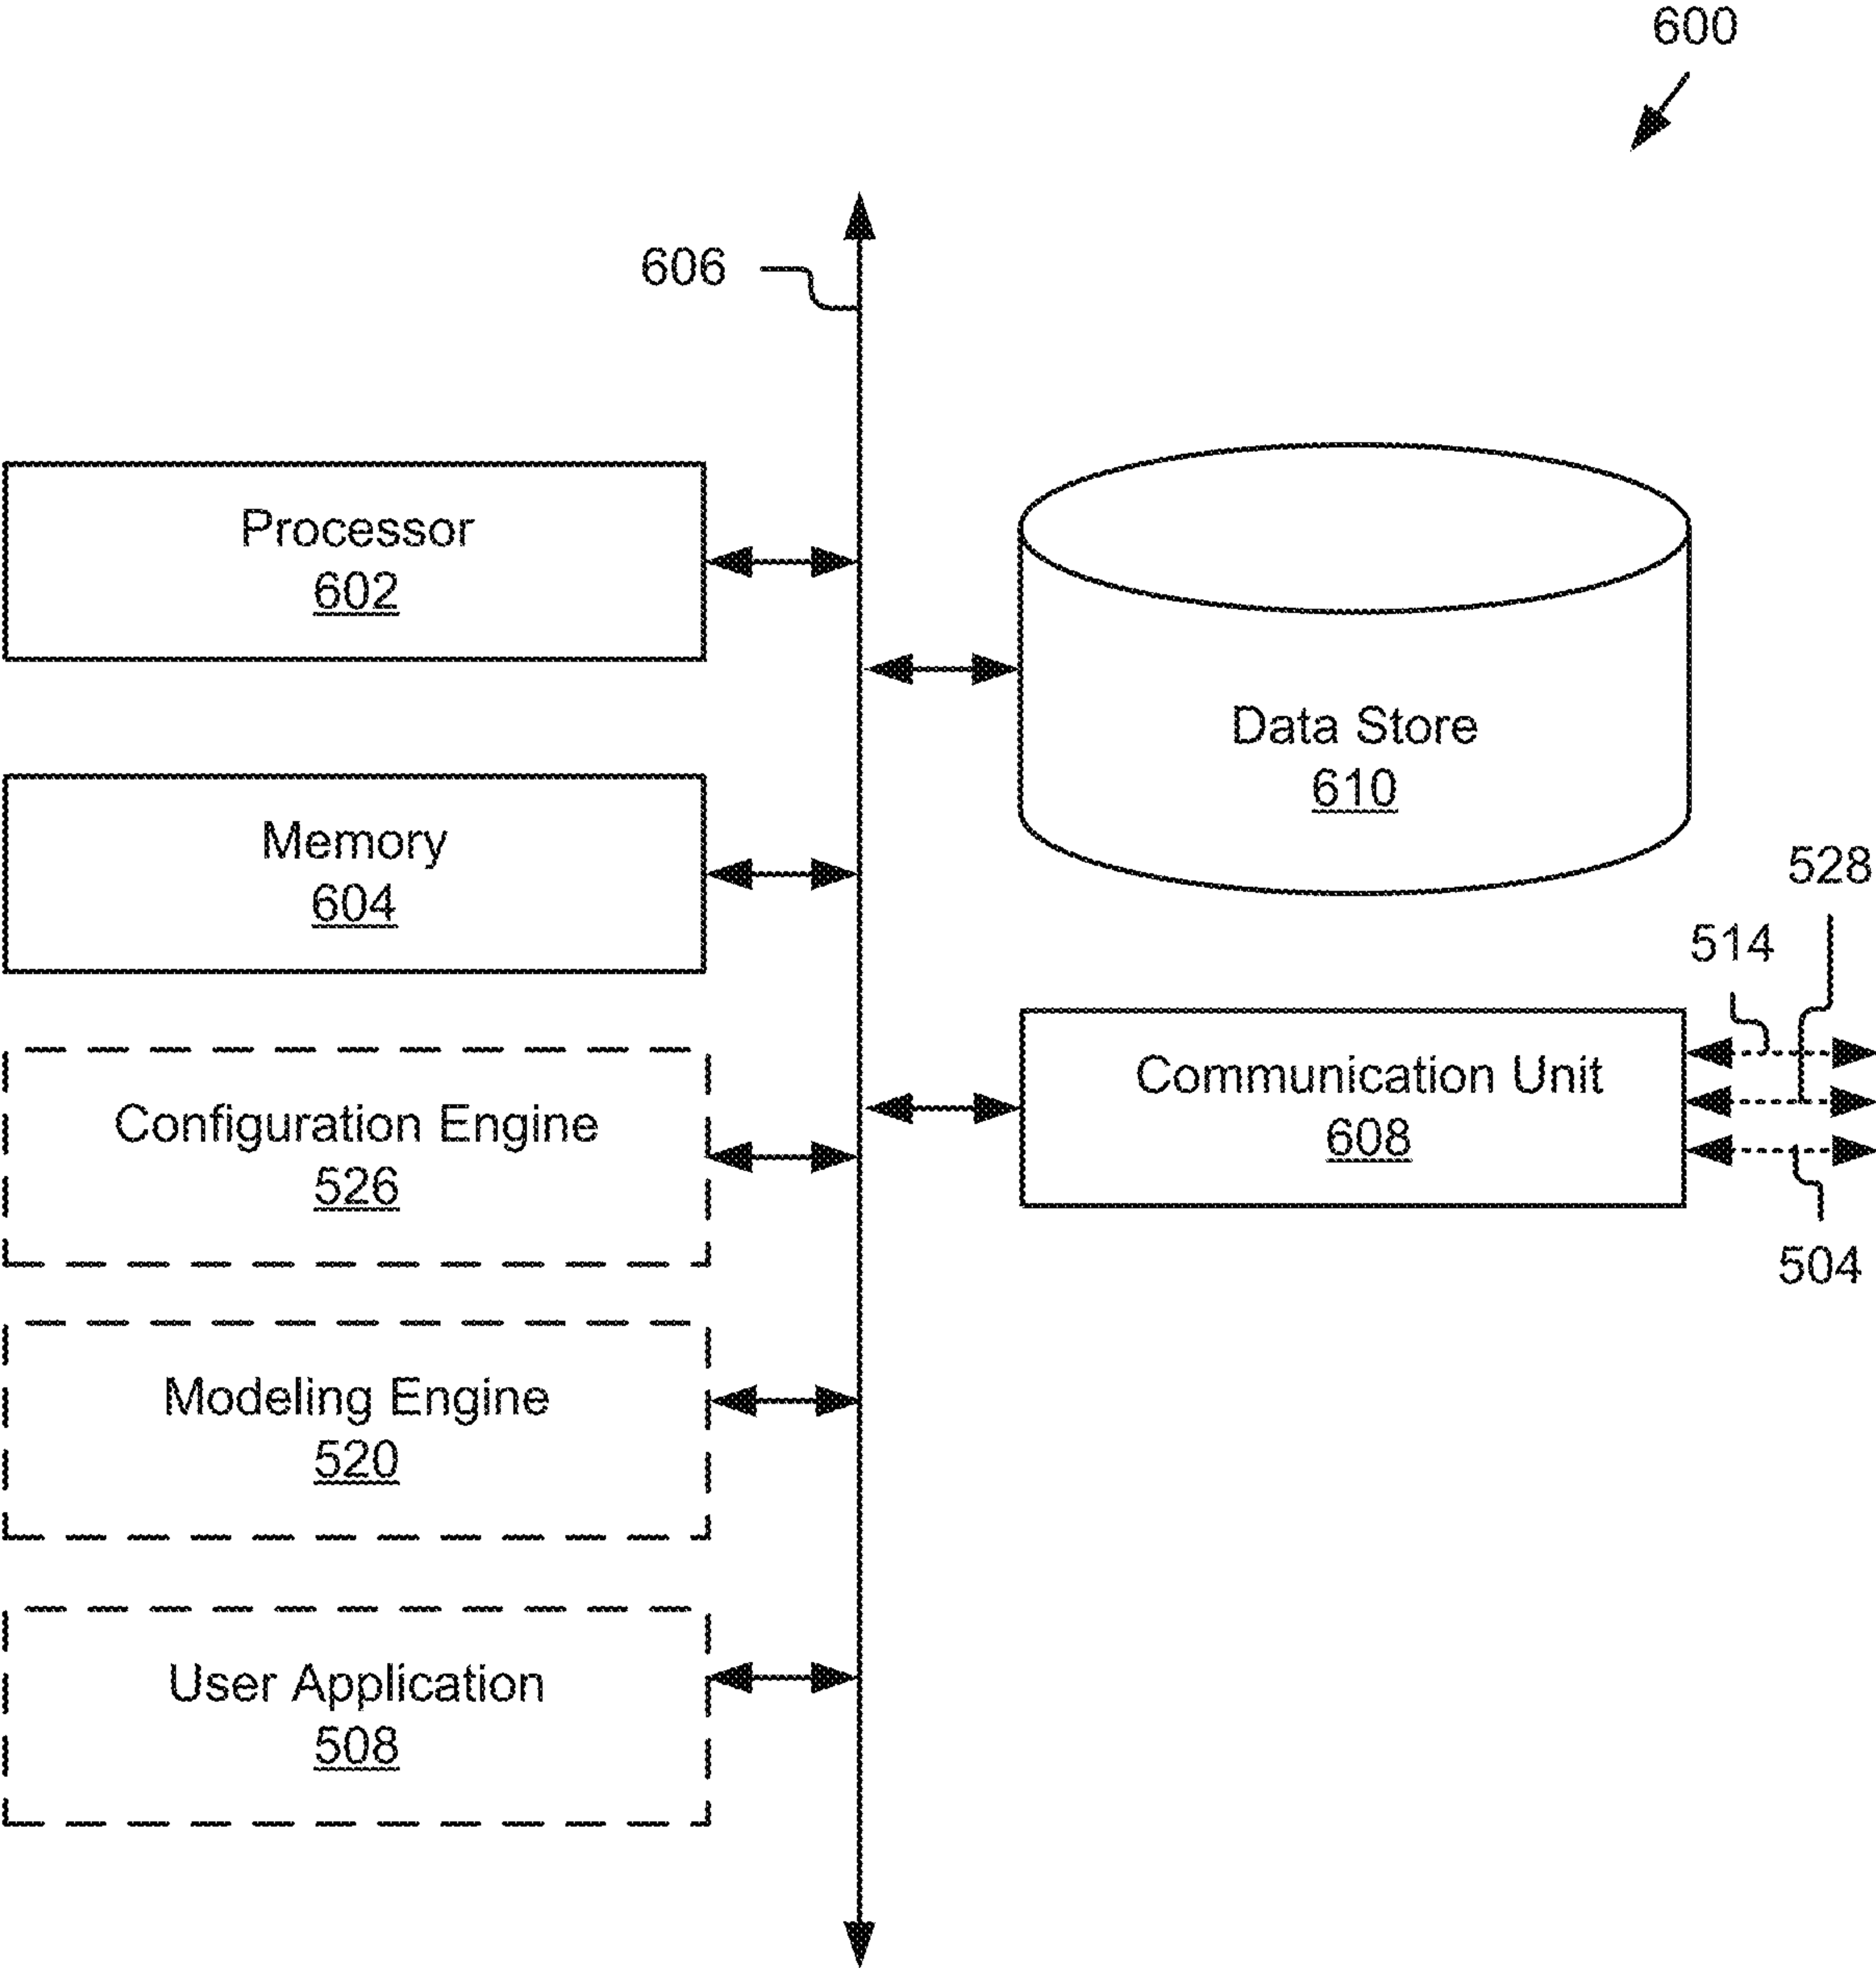 600
606
Processor
602
Data Store
610
Memory
604
528
514
Communication Unit
608
Configuration Engine
526
504
Modeling Engine
520
User Application
508